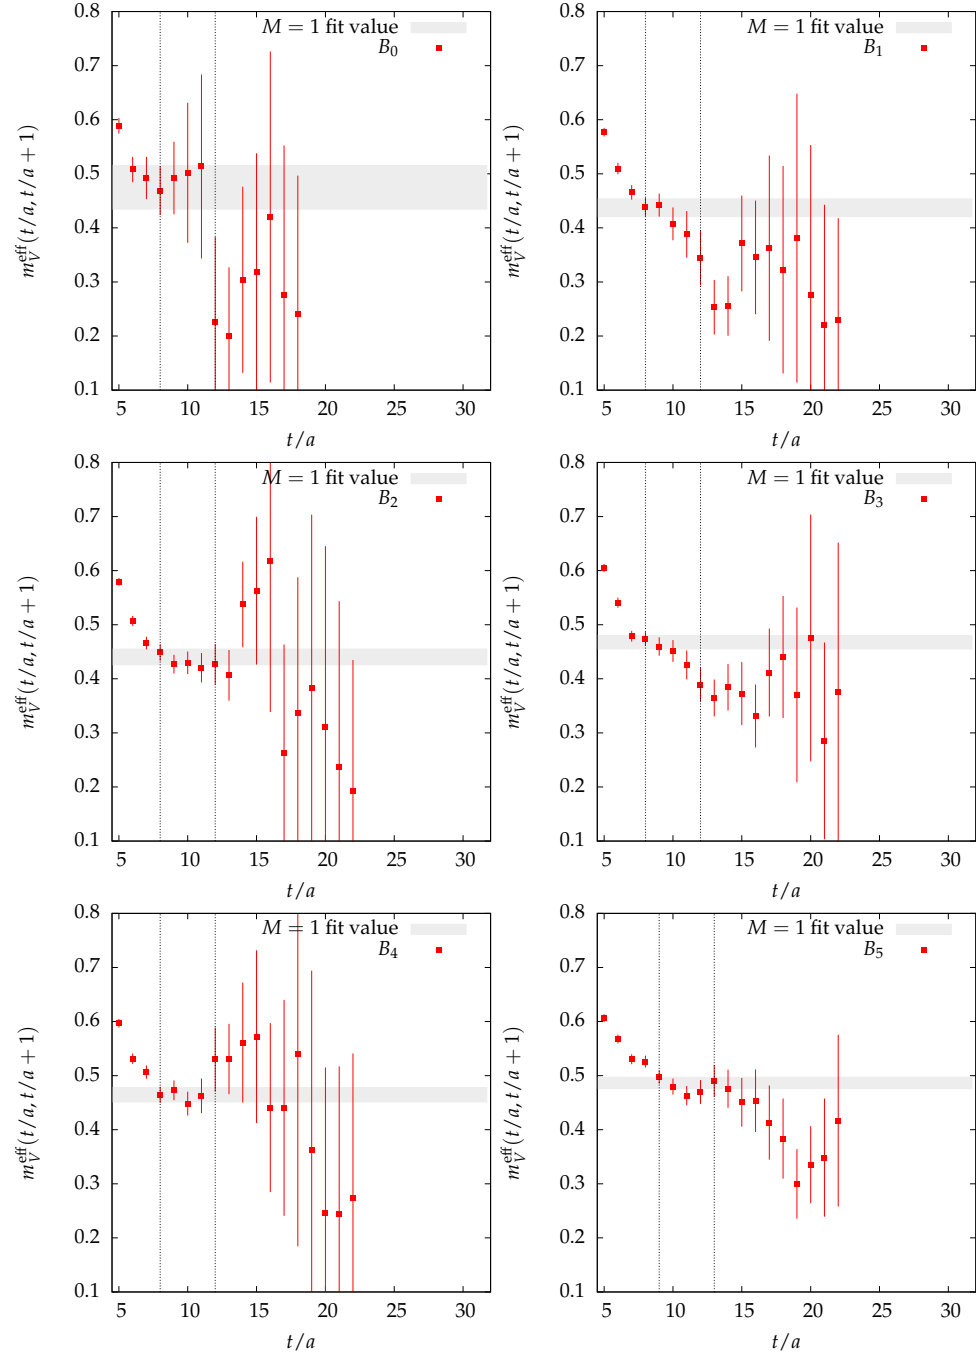 M = 1 fit value
B₀
0.8
0.7
0.6
0.5
0.4
0.3
0.2
0.1
5 10 15 20 25 30
t/a
m_V^eff(t/a, t/a + 1)
M = 1 fit value
B₁
0.8
0.7
0.6
0.5
0.4
0.3
0.2
0.1
5 10 15 20 25 30
t/a
m_V^eff(t/a, t/a + 1)
M = 1 fit value
B₂
0.8
0.7
0.6
0.5
0.4
0.3
0.2
0.1
5 10 15 20 25 30
t/a
m_V^eff(t/a, t/a + 1)
M = 1 fit value
B₃
0.8
0.7
0.6
0.5
0.4
0.3
0.2
0.1
5 10 15 20 25 30
t/a
m_V^eff(t/a, t/a + 1)
M = 1 fit value
B₄
0.8
0.7
0.6
0.5
0.4
0.3
0.2
0.1
5 10 15 20 25 30
t/a
m_V^eff(t/a, t/a + 1)
M = 1 fit value
B₅
0.8
0.7
0.6
0.5
0.4
0.3
0.2
0.1
5 10 15 20 25 30
t/a
m_V^eff(t/a, t/a + 1)